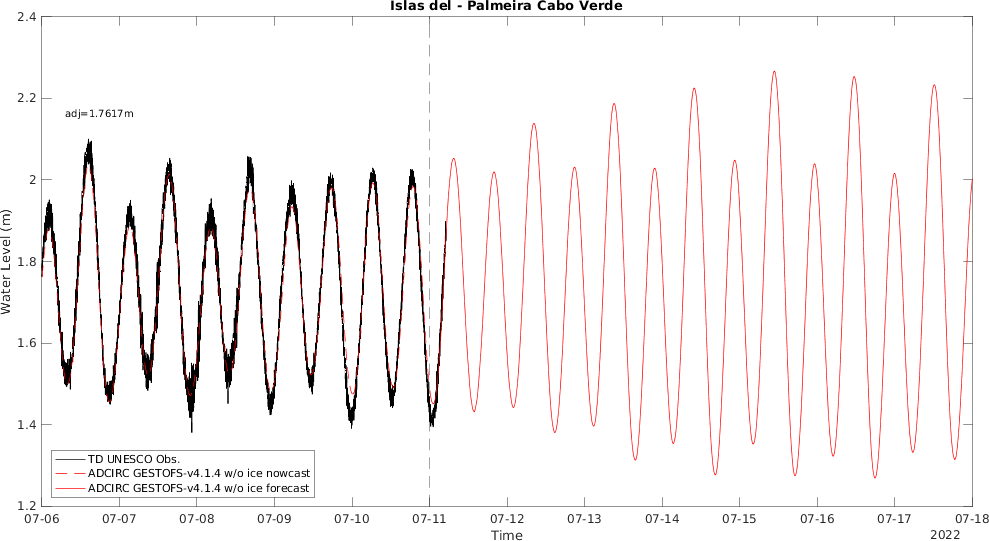 Islas del - Palmeira Cabo Verde
2.4
2.2
2
1.8
1.6
1.4
1.2
Water Level (m)
adj=1.7617m
TD UNESCO Obs.
ADCIRC GESTOFS-v4.1.4 w/o ice nowcast
ADCIRC GESTOFS-v4.1.4 w/o ice forecast
07-06 07-07 07-08 07-09 07-10 07-11 07-12 07-13 07-14 07-15 07-16 07-17 07-18
Time
2022